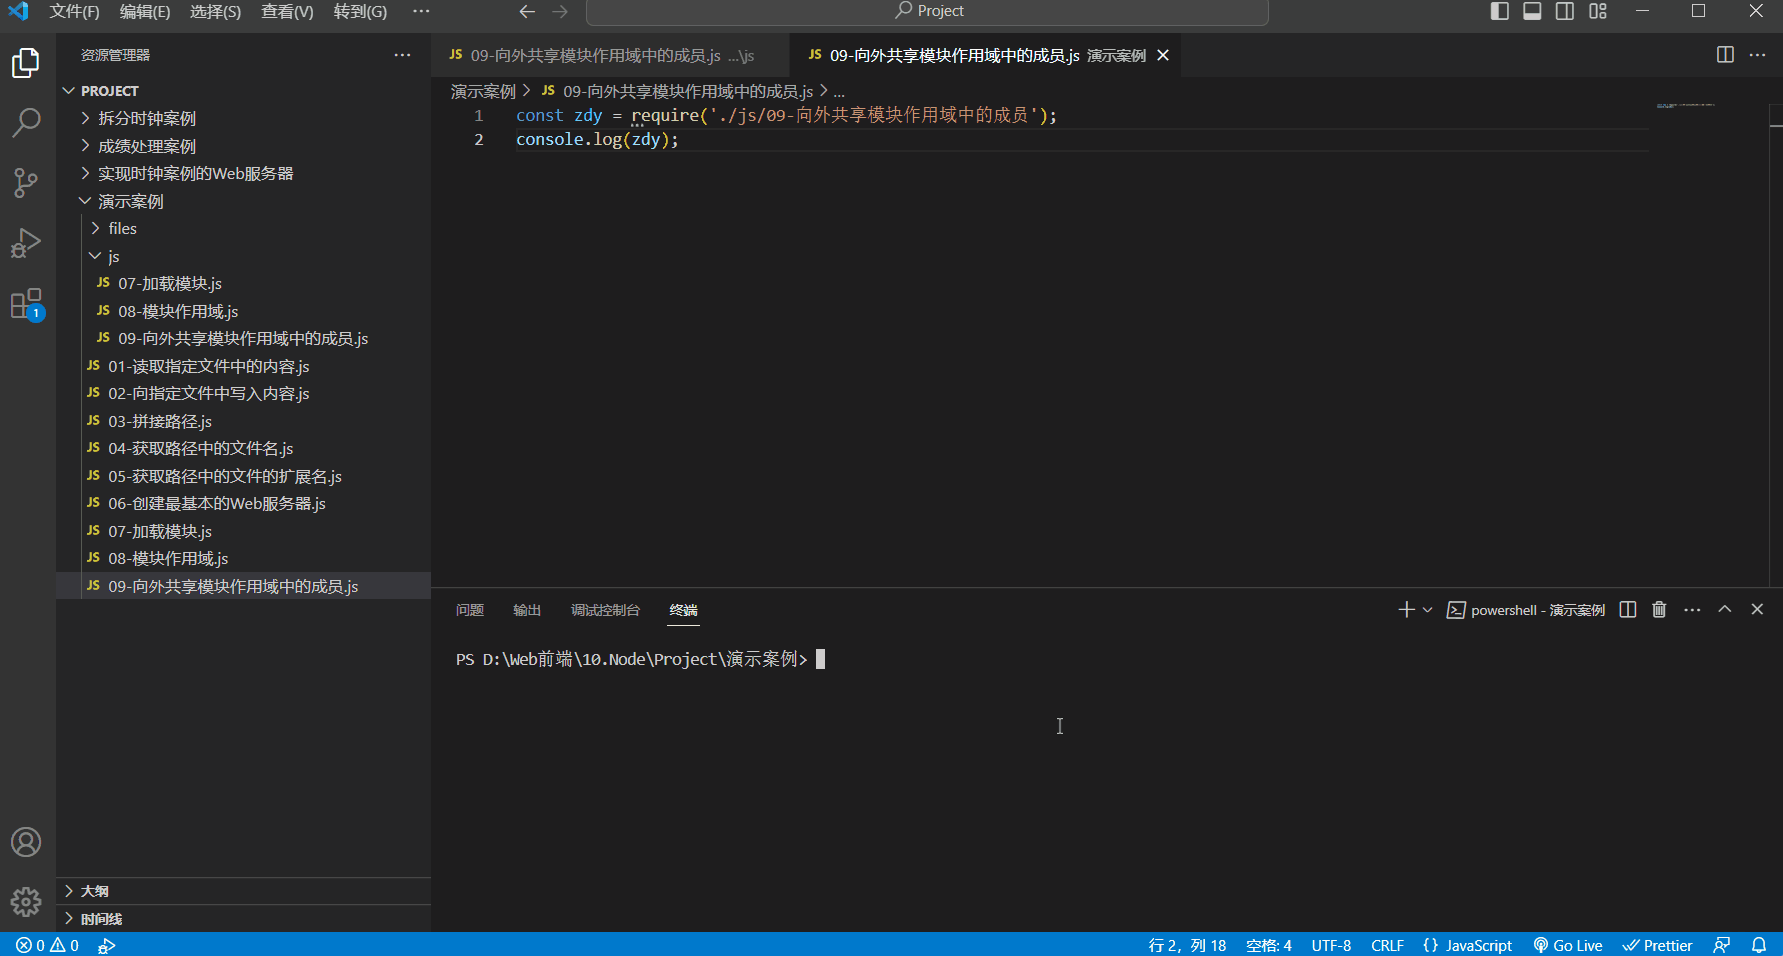 文件(F) 编辑(E) 选择(S) 查看(V) 转到(G) ··· Project
资源管理器 ···
PROJECT
拆分时钟案例
成绩处理案例
实现时钟案例的Web服务器
演示案例
files
js
JS 07-加载模块.js
JS 08-模块作用域.js
JS 09-向外共享模块作用域中的成员.js
JS 01-读取指定文件中的内容.js
JS 02-向指定文件中写入内容.js
JS 03-拼接路径.js
JS 04-获取路径中的文件名.js
JS 05-获取路径中的文件的扩展名.js
JS 06-创建最基本的Web服务器.js
JS 07-加载模块.js
JS 08-模块作用域.js
JS 09-向外共享模块作用域中的成员.js
大纲
时间线
JS 09-向外共享模块作用域中的成员.js ...\js
JS 09-向外共享模块作用域中的成员.js 演示案例
演示案例 > JS 09-向外共享模块作用域中的成员.js > ...
1 const zdy = require('./js/09-向外共享模块作用域中的成员');
2 console.log(zdy);
问题 输出 调试控制台 终端
powershell - 演示案例
PS D:\Web前端\10.Node\Project\演示案例>
1
0 0
行 2，列 18 空格: 4 UTF-8 CRLF {} JavaScript Go Live Prettier